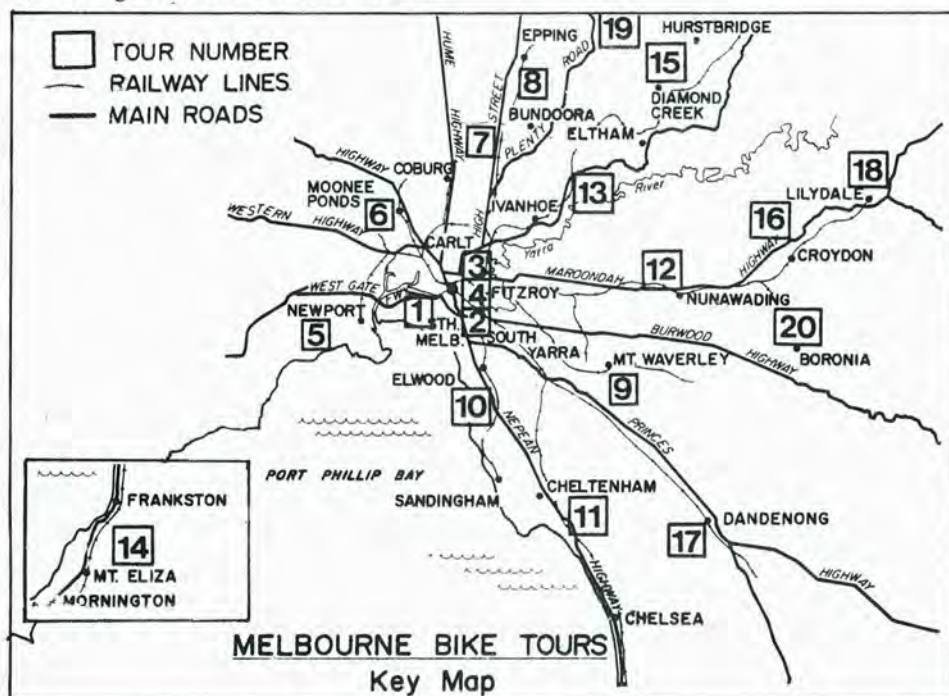 TOUR NUMBER
RAILWAY LINES
MAIN ROADS
HUME
HIGHWAY
STREET
HIGH
EPPING
8
ROAD
PLENTY
19
HURSTBRIDGE
15
DIAMOND
CREEK
BUNDOORA
ELTHAM
7
HIGHWAY
COBURG
MOONEE
PONDS
6
WESTERN
HIGHWAY
IVANHOE
13
River
Yarra
LILYDALE
18
16
HIGHWAY
CROYDON
CARLT
3
MAROONDAH
12
NUNAWADING
WEST GATE
FWY
4
FITZROY
NEWPORT
5
1
STH.
MELB.
2
SOUTH
YARRA
BURWOOD
HIGHWAY
20
BORONIA
MT. WAVERLEY
9
ELWOOD
10
NEPEAN
HIGHWAY
PRINCES
HIGHWAY
PORT PHILLIP BAY
SANDINGHAM
CHELTENHAM
11
17
DANDENONG
CHELSEA
FRANKSTON
14
MT. ELIZA
MORNINGTON
MELBOURNE BIKE TOURS
Key Map